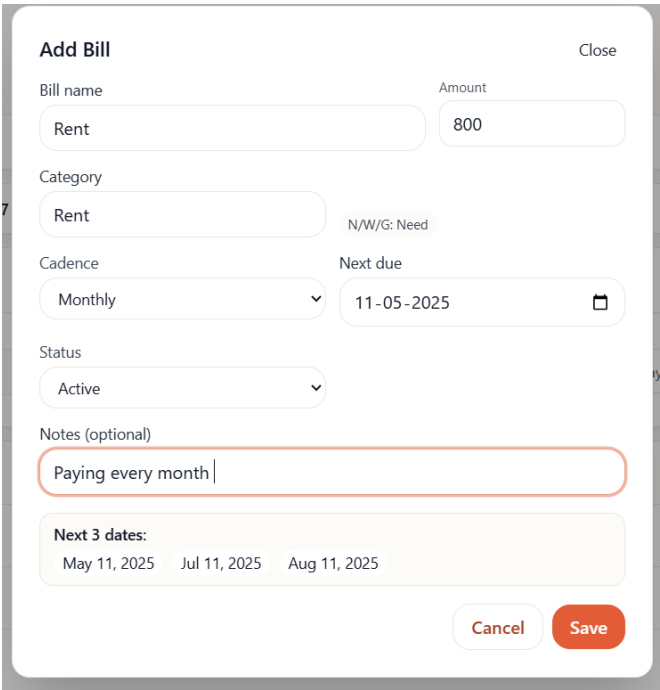 Add Bill
Close
Bill name
Amount
Rent
800
Category
Rent
N/W/G: Need
Cadence
Next due
Monthly
11-05-2025
Status
Active
Notes (optional)
Paying every month
Next 3 dates:
May 11, 2025 Jul 11, 2025 Aug 11, 2025
Cancel
Save
7